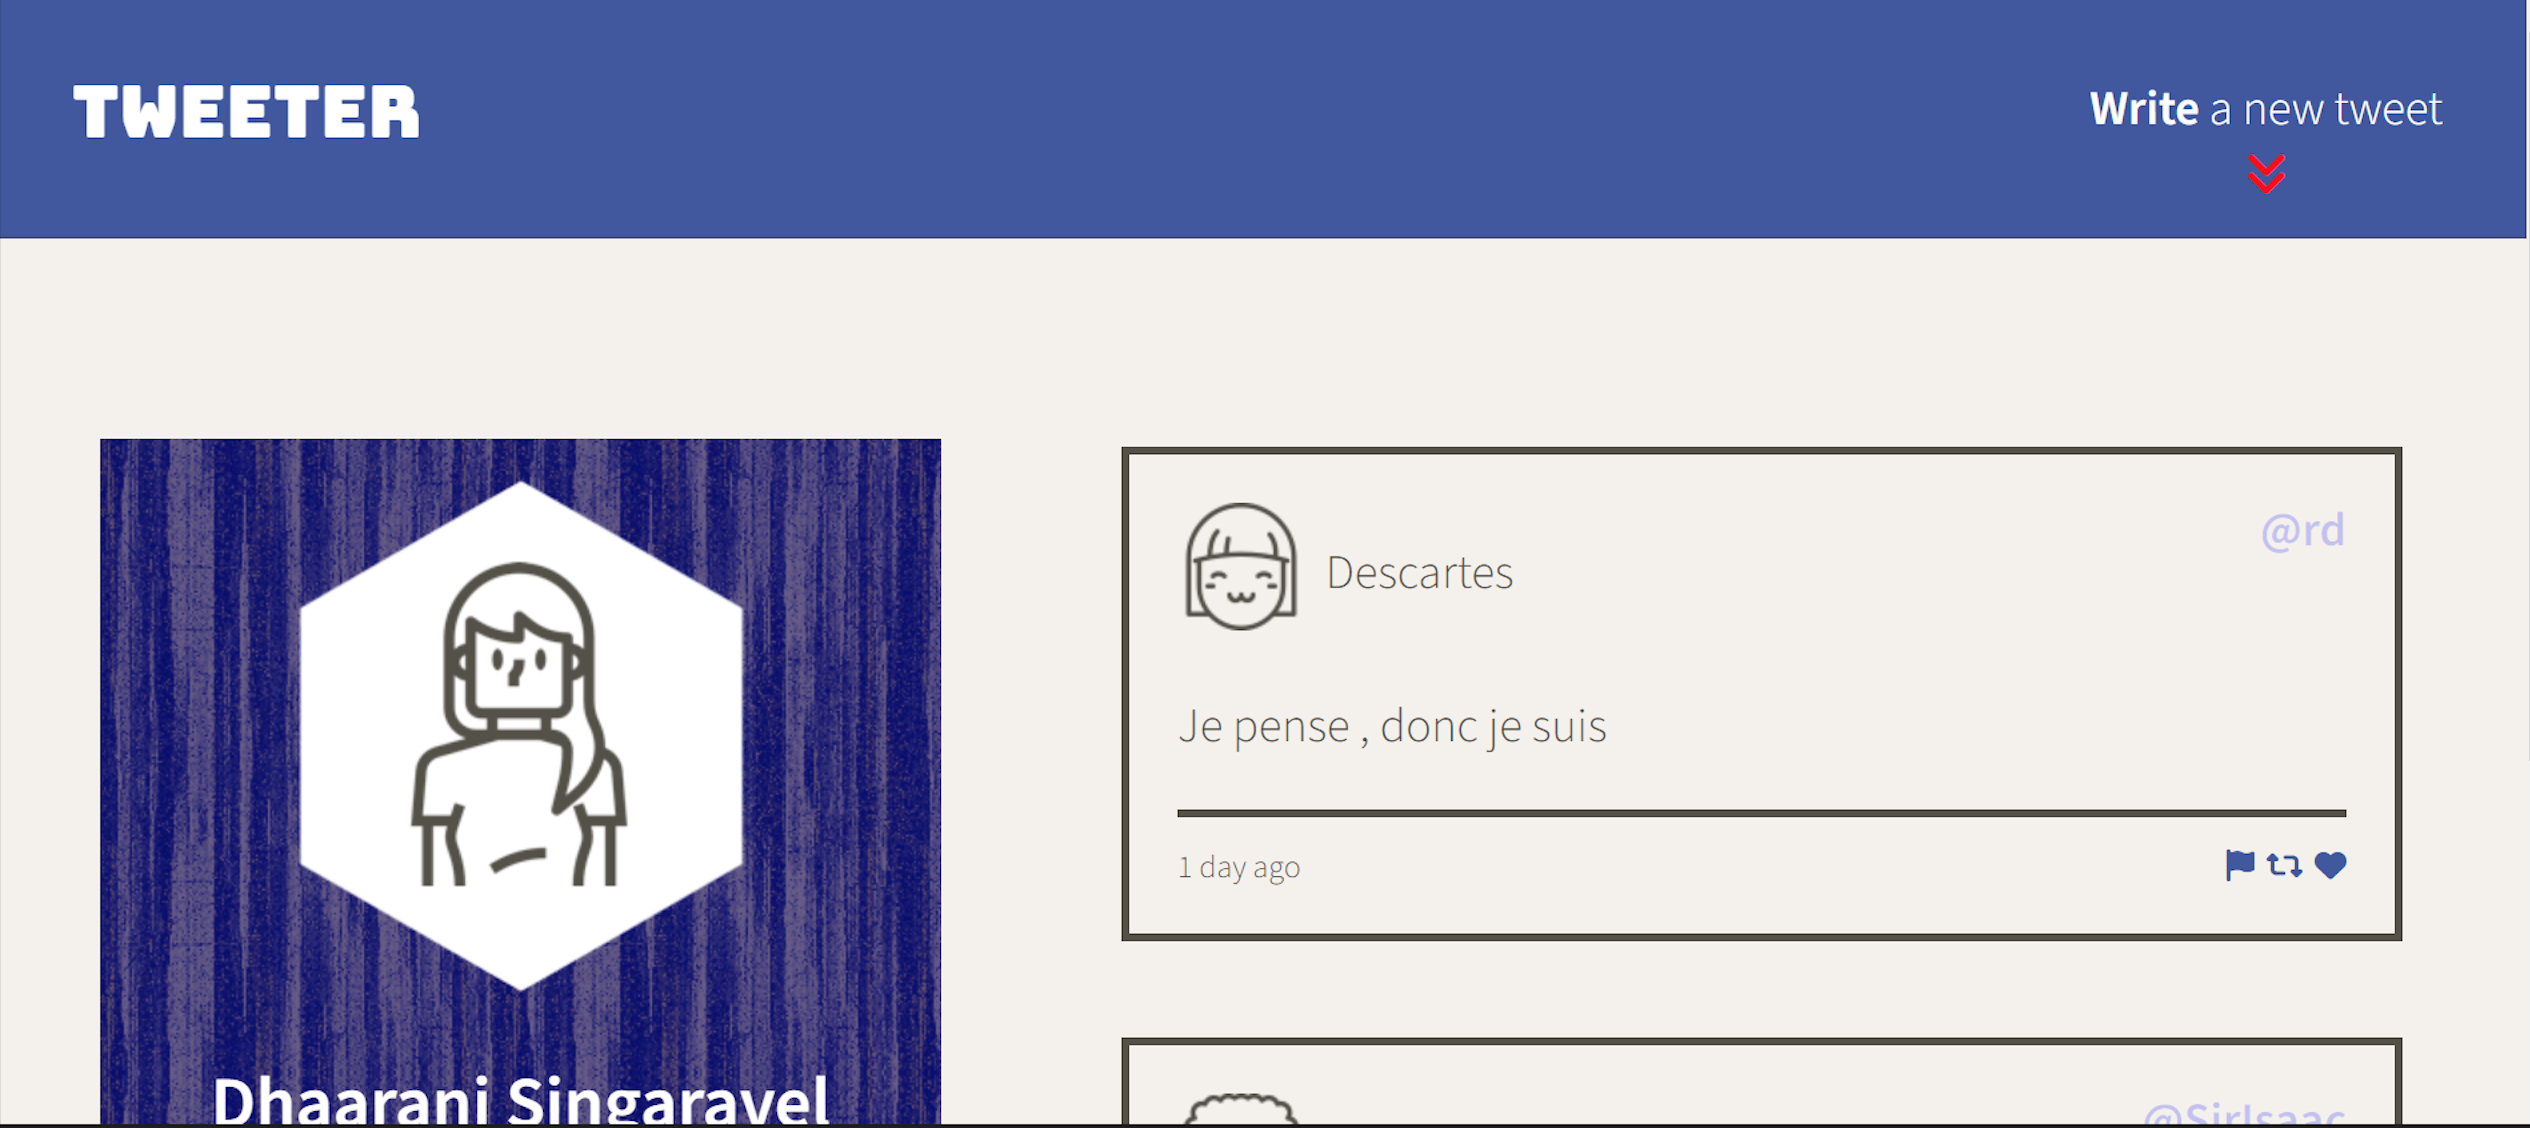 TWEETER
Write a new tweet
Descartes
@rd
Je pense , donc je suis
1 day ago
Dhaarani Singaravel
@SirIsaac